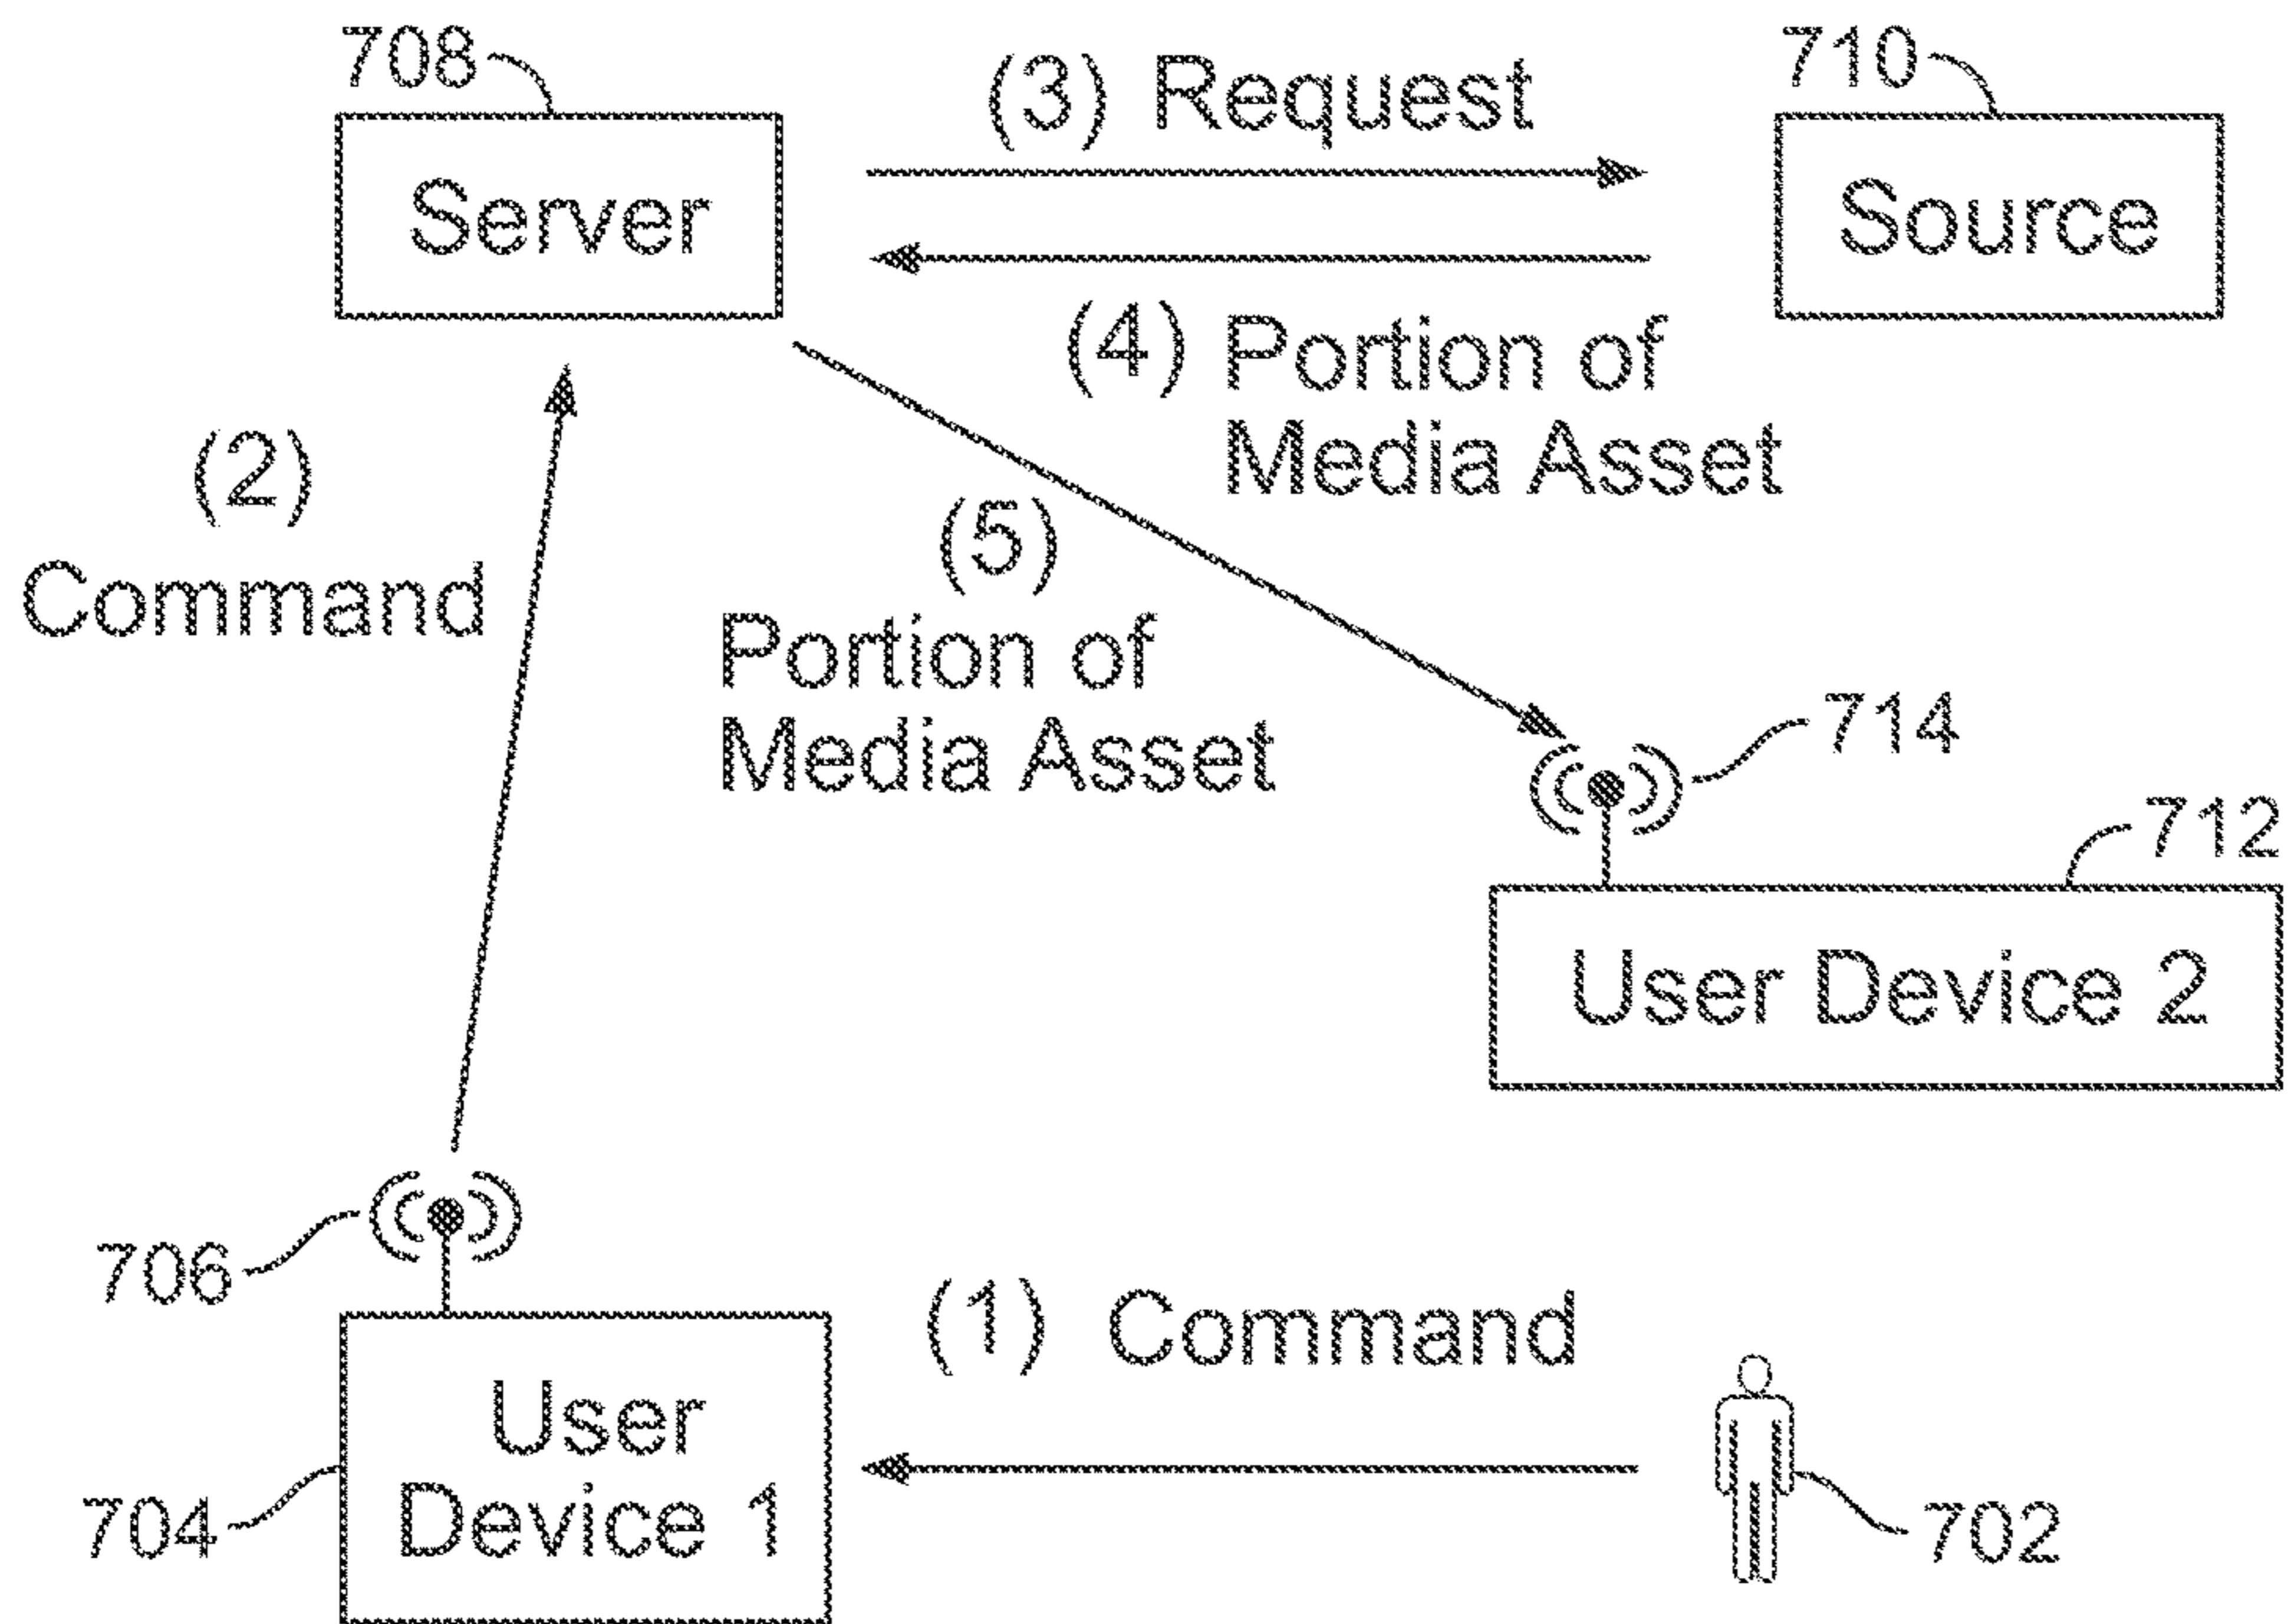 708
710
(3) Request
Server
Source
(4) Portion of
Media Asset
(2)
Command
(5)
Portion of
Media Asset
714
712
User Device 2
706
(1) Command
User
Device 1
704
702